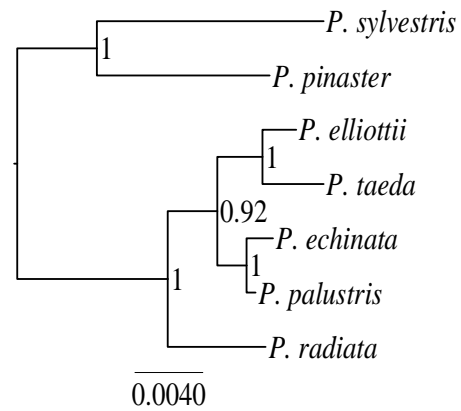 P. sylvestris
1
P. pinaster
P. elliottii
1
P. taeda
0.92
P. echinata
1
P. palustris
1
P. radiata
0.0040